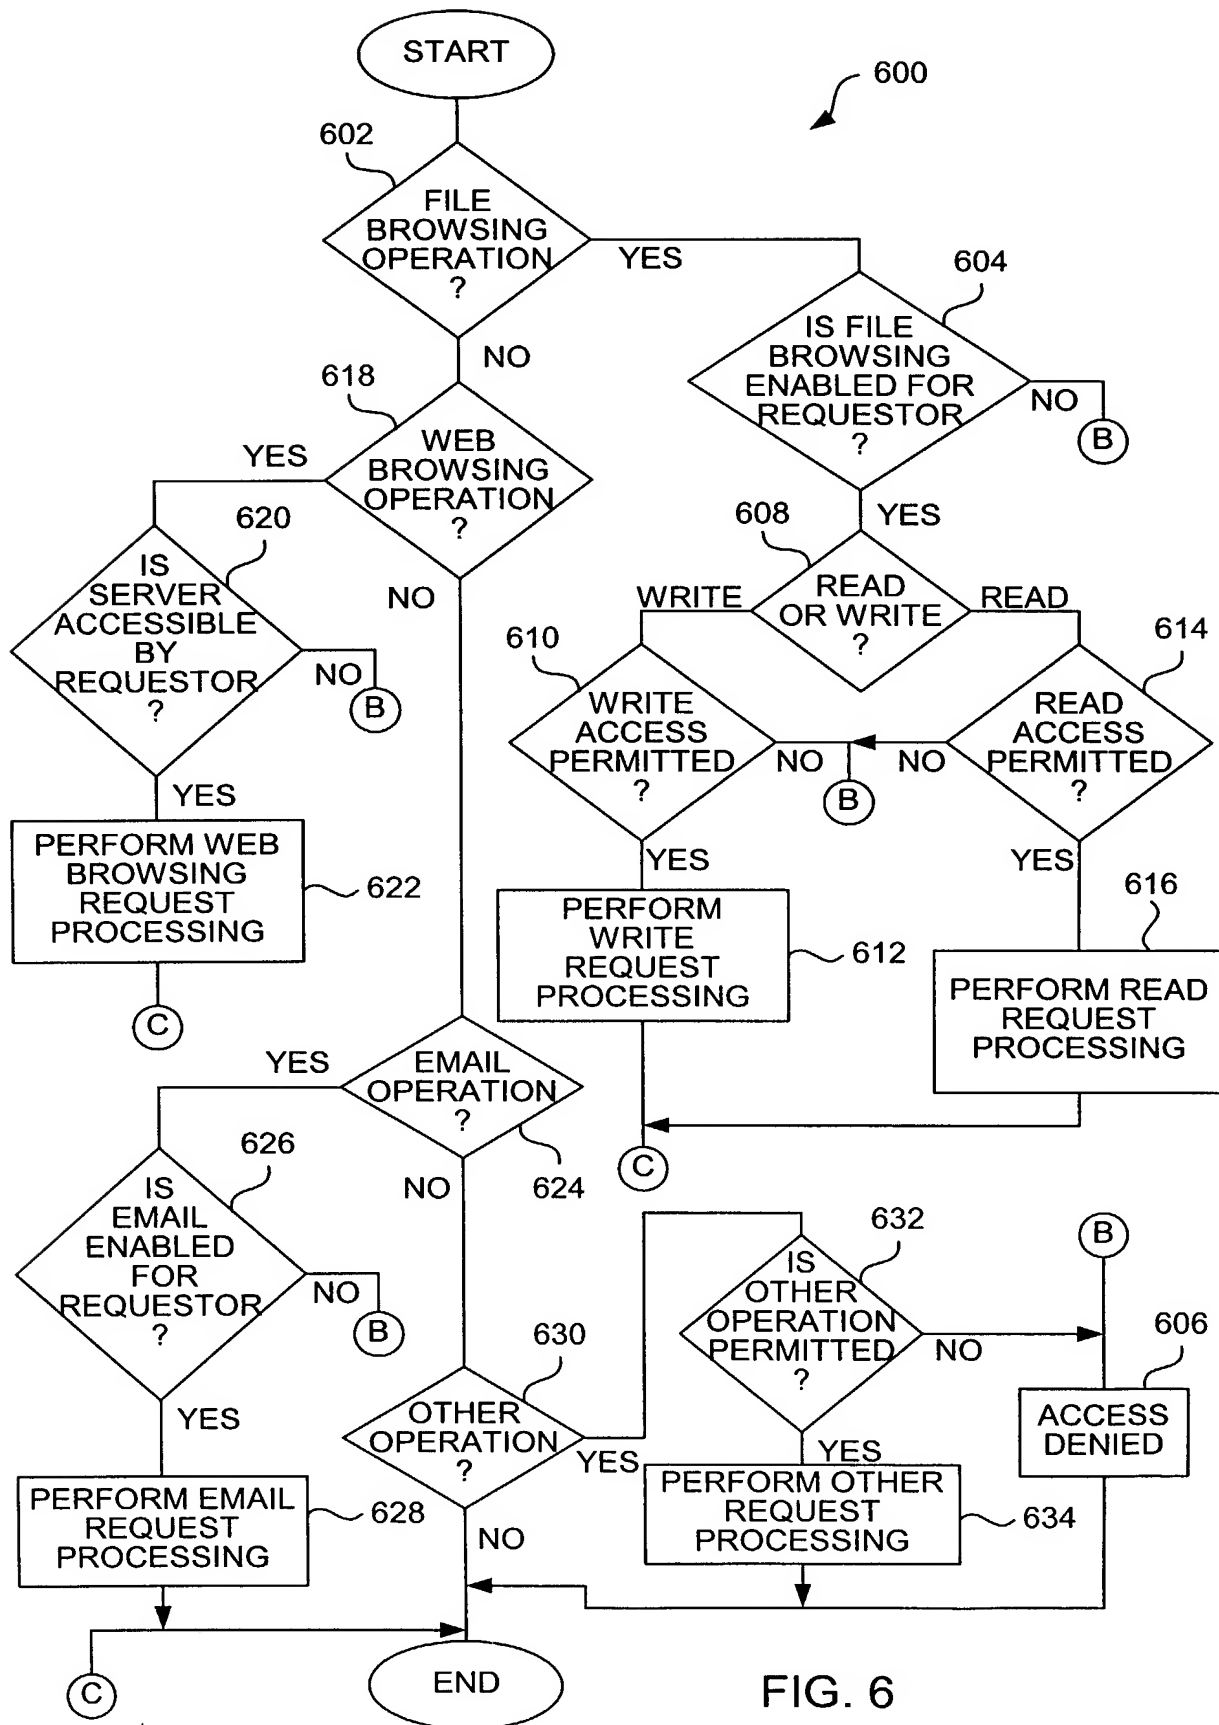 START
600
602
FILE
BROWSING
OPERATION
?
YES
NO
604
IS FILE
BROWSING
ENABLED FOR
REQUESTOR
?
NO
B
YES
618
WEB
BROWSING
OPERATION
?
YES
NO
620
IS
SERVER
ACCESSIBLE
BY
REQUESTOR
?
NO
B
YES
PERFORM WEB
BROWSING
REQUEST
PROCESSING
622
C
608
READ
OR WRITE
?
WRITE
READ
610
WRITE
ACCESS
PERMITTED
?
NO
B
YES
614
READ
ACCESS
PERMITTED
?
NO
YES
PERFORM
WRITE
REQUEST
PROCESSING
612
616
PERFORM READ
REQUEST
PROCESSING
C
EMAIL
OPERATION
?
624
YES
NO
626
IS
EMAIL
ENABLED
FOR
REQUESTOR
?
NO
B
YES
PERFORM EMAIL
REQUEST
PROCESSING
628
630
OTHER
OPERATION
?
YES
NO
632
IS
OTHER
OPERATION
PERMITTED
?
NO
YES
PERFORM OTHER
REQUEST
PROCESSING
634
B
606
ACCESS
DENIED
C
END
FIG. 6